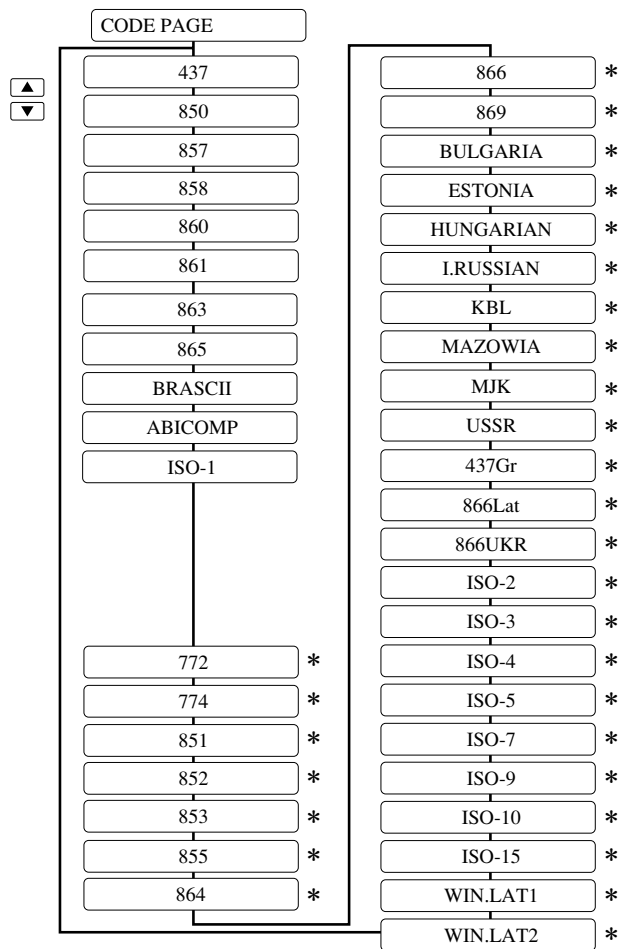 CODE PAGE
437
850
857
858
860
861
863
865
BRASCII
ABICOMP
ISO-1
772 *
774 *
851 *
852 *
853 *
855 *
864 *
866 *
869 *
BULGARIA *
ESTONIA *
HUNGARIAN *
I.RUSSIAN *
KBL *
MAZOWIA *
MJK *
USSR *
437Gr *
866Lat *
866UKR *
ISO-2 *
ISO-3 *
ISO-4 *
ISO-5 *
ISO-7 *
ISO-9 *
ISO-10 *
ISO-15 *
WIN.LAT1 *
WIN.LAT2 *